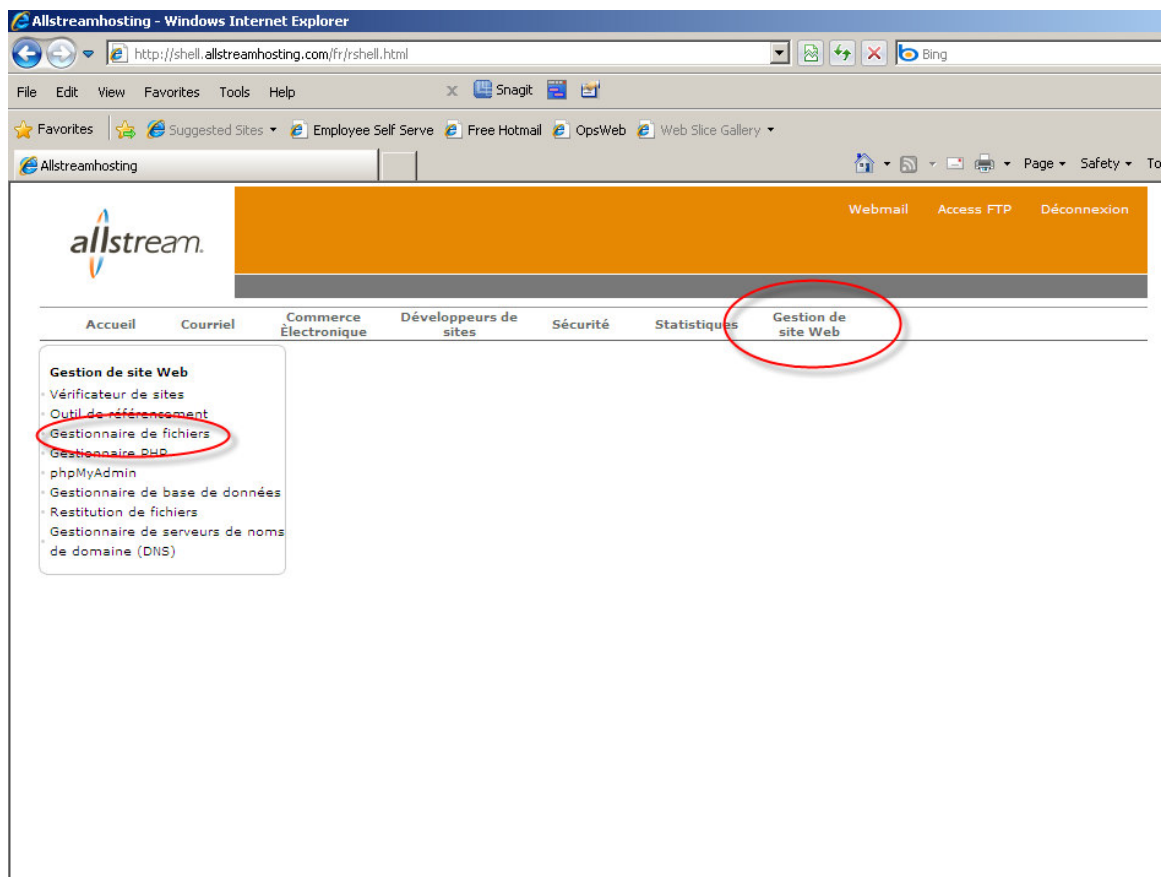 Allstreamhosting - Windows Internet Explorer
http://shell.allstreamhosting.com/fr/rshell.html
Bing
File Edit View Favorites Tools Help
x Snagit
Favorites Suggested Sites Employee Self Serve Free Hotmail OpsWeb Web Slice Gallery
Allstreamhosting
Page Safety To
allstream.
Webmail Access FTP Déconnexion
Accueil Courriel Commerce Èlectronique Développeurs de sites Sécurité Statistiques Gestion de site Web
Gestion de site Web
Vérificateur de sites
Outil de référencement
Gestionnaire de fichiers
Gestionnaire PHP
phpMyAdmin
Gestionnaire de base de données
Restitution de fichiers
Gestionnaire de serveurs de noms
de domaine (DNS)